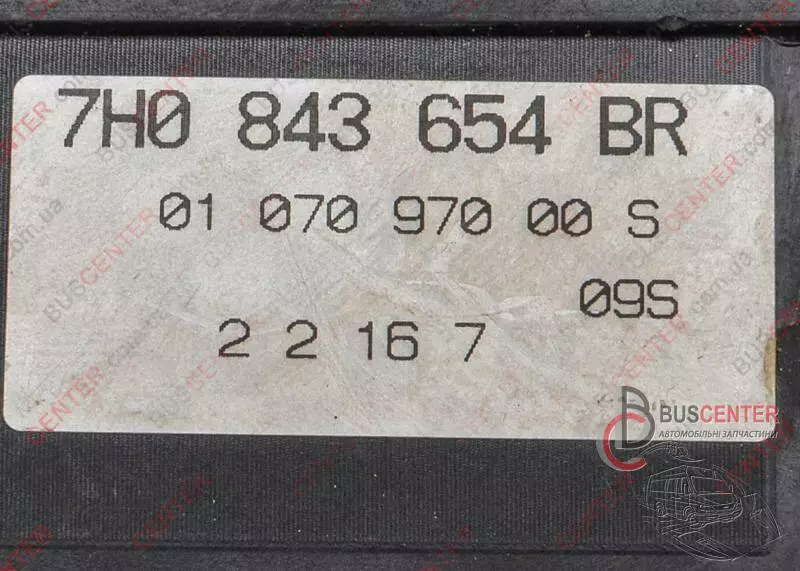 7H0 843 654 BR
01 070 970 00 S
09S
2 2 16 7
BUSCENTER
АВТОМОБІЛЬНІ ЗАПЧАСТИНИ